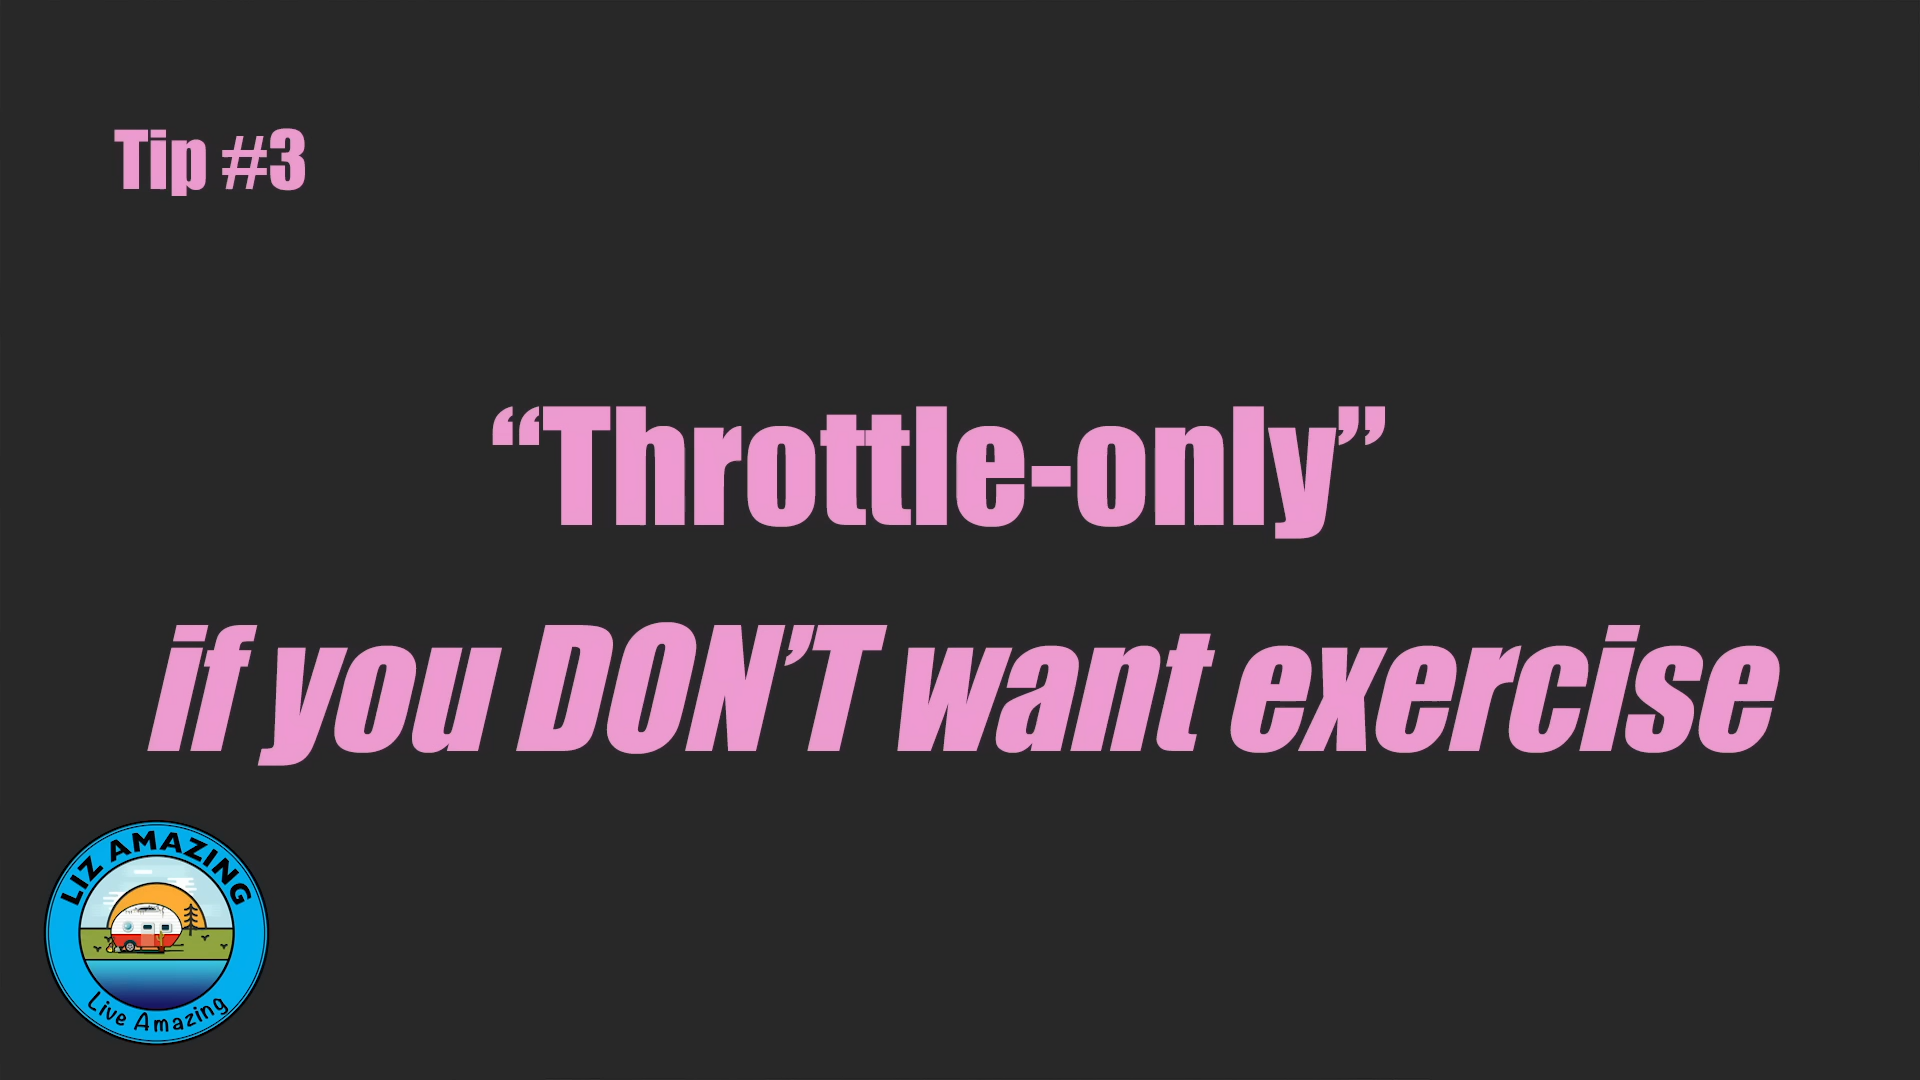 Tip #3
“Throttle-only”
if you DON’T want exercise
LIZ AMAZING
Live Amazing